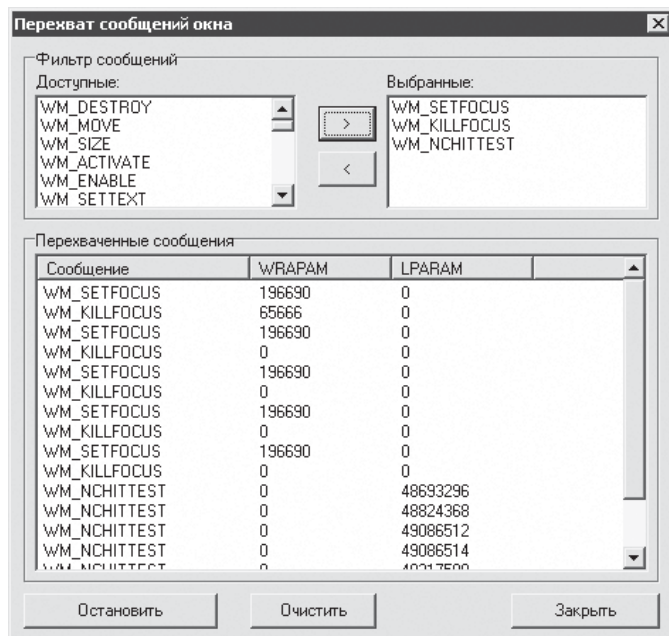 Перехват сообщений окна
Фильтр сообщений
Доступные:
WM_DESTROY
WM_MOVE
WM_SIZE
WM_ACTIVATE
WM_ENABLE
WM_SETTEXT
>
<
Выбранные:
WM_SETFOCUS
WM_KILLFOCUS
WM_NCHITTEST
Перехваченные сообщения
Сообщение WRAPAM LPARAM
WM_SETFOCUS 196690 0
WM_KILLFOCUS 65666 0
WM_SETFOCUS 196690 0
WM_KILLFOCUS 0 0
WM_SETFOCUS 196690 0
WM_KILLFOCUS 0 0
WM_SETFOCUS 196690 0
WM_KILLFOCUS 0 0
WM_SETFOCUS 196690 0
WM_KILLFOCUS 0 0
WM_NCHITTEST 0 48693296
WM_NCHITTEST 0 48824368
WM_NCHITTEST 0 49086512
WM_NCHITTEST 0 49086514
WM_NCHITTEST 0
Остановить Очистить Закрыть